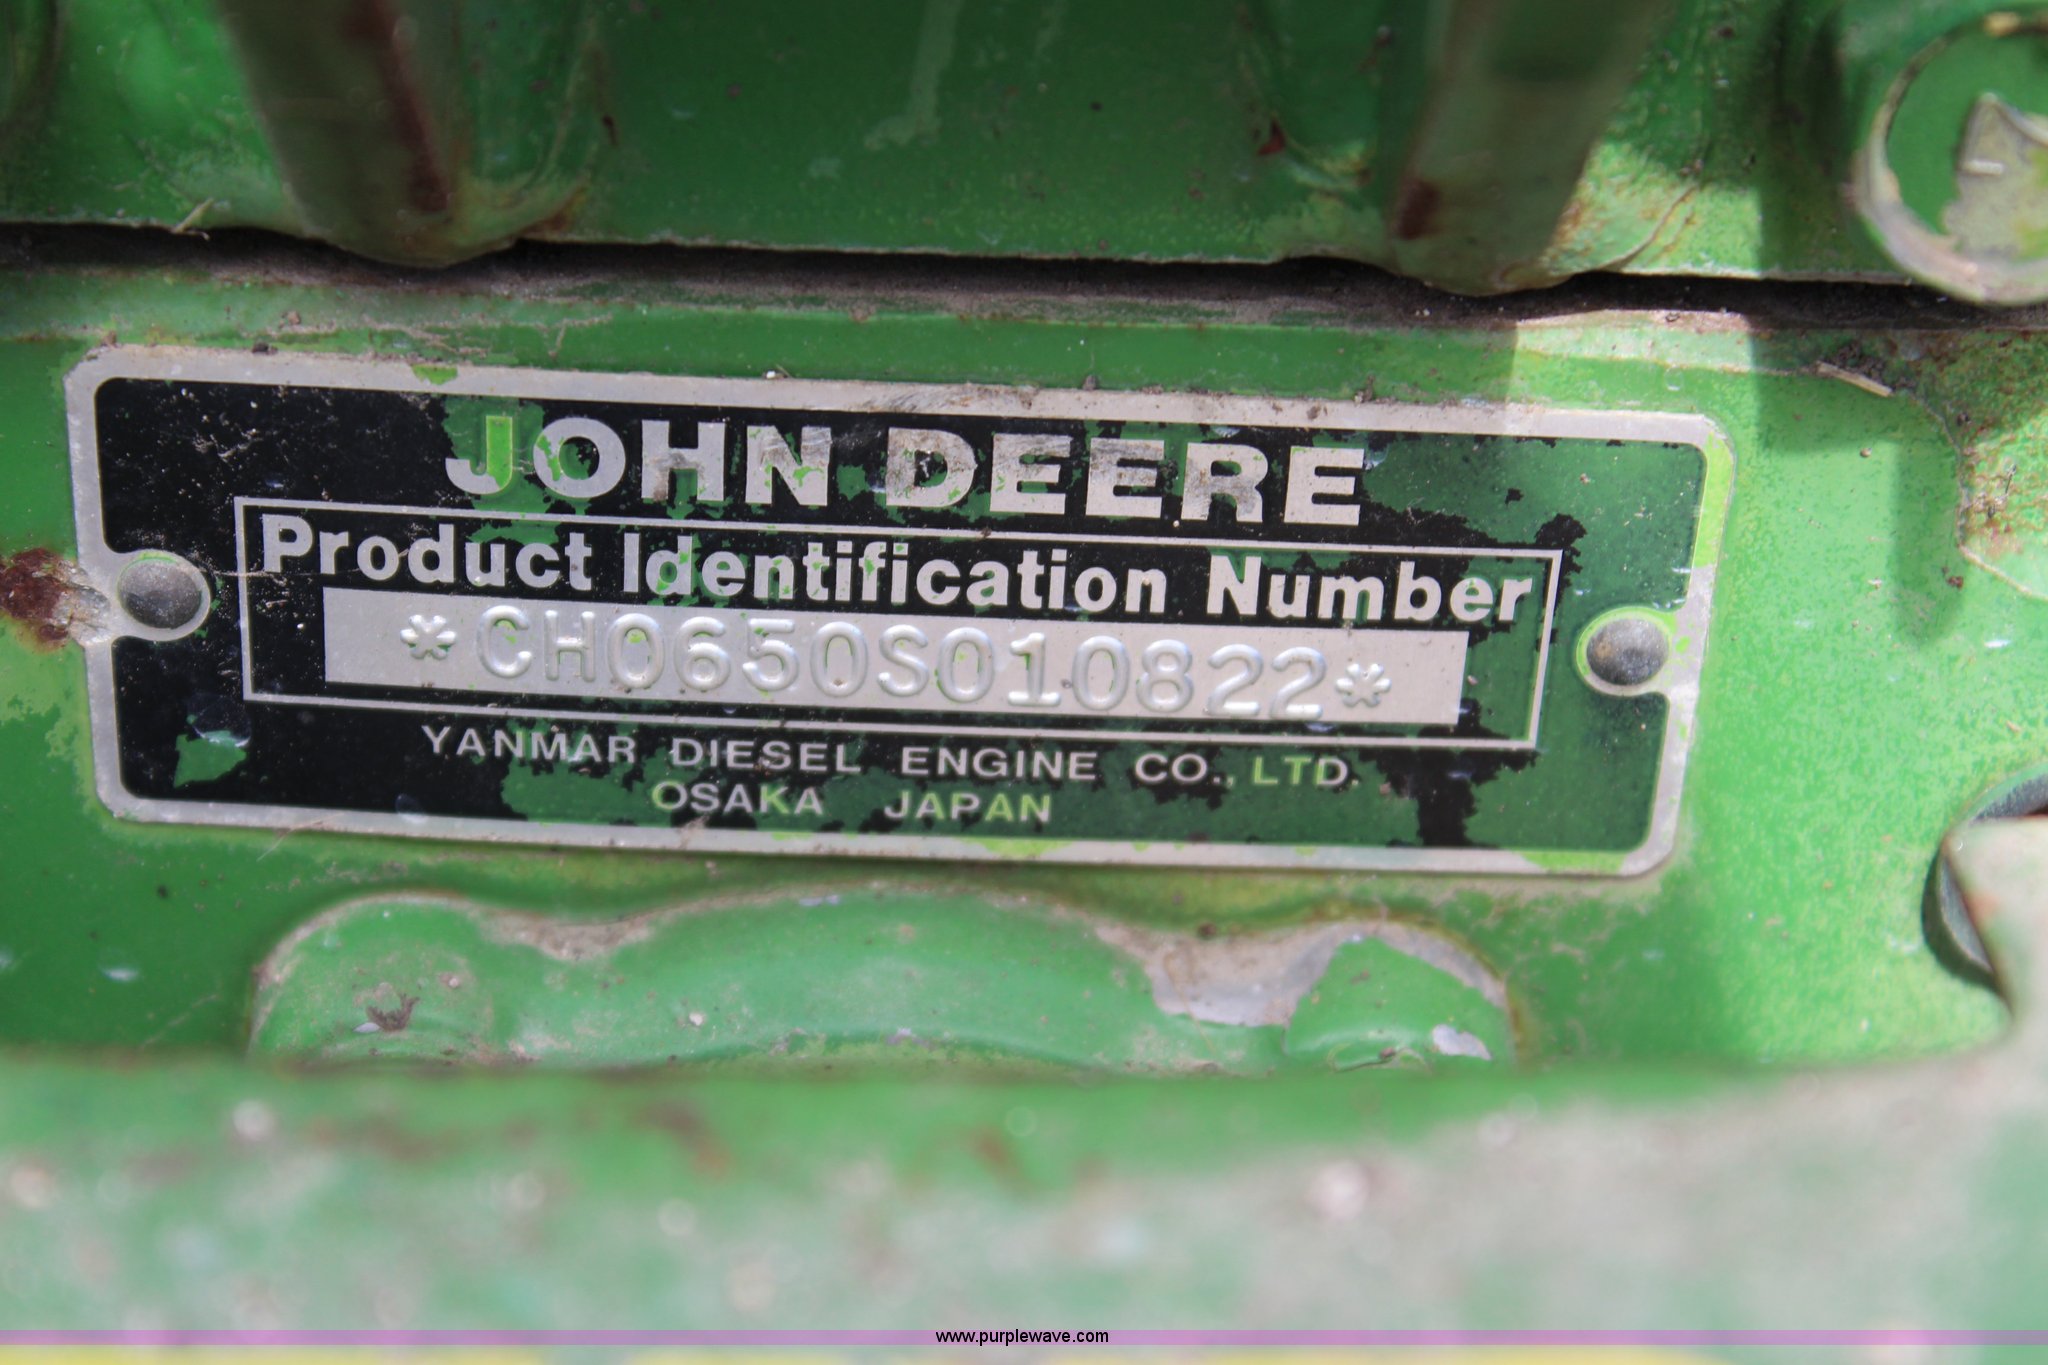 JOHN DEERE
Product Identification Number
*CH0650S010822*
YANMAR DIESEL ENGINE CO., LTD.
OSAKA JAPAN
www.purplewave.com